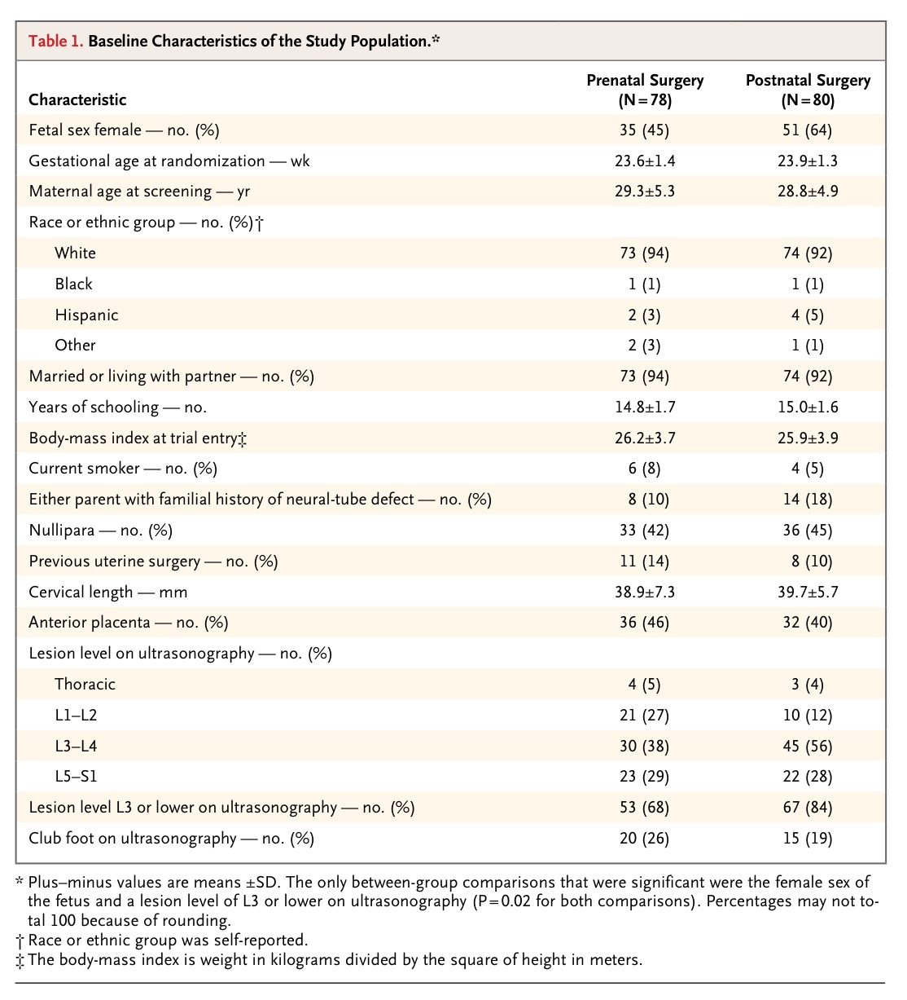 Table 1. Baseline Characteristics of the Study Population.*
Characteristic Prenatal Surgery (N=78) Postnatal Surgery (N=80)
Fetal sex female — no. (%) 35 (45) 51 (64)
Gestational age at randomization — wk 23.6±1.4 23.9±1.3
Maternal age at screening — yr 29.3±5.3 28.8±4.9
Race or ethnic group — no. (%)†
White 73 (94) 74 (92)
Black 1 (1) 1 (1)
Hispanic 2 (3) 4 (5)
Other 2 (3) 1 (1)
Married or living with partner — no. (%) 73 (94) 74 (92)
Years of schooling — no. 14.8±1.7 15.0±1.6
Body-mass index at trial entry‡ 26.2±3.7 25.9±3.9
Current smoker — no. (%) 6 (8) 4 (5)
Either parent with familial history of neural-tube defect — no. (%) 8 (10) 14 (18)
Nullipara — no. (%) 33 (42) 36 (45)
Previous uterine surgery — no. (%) 11 (14) 8 (10)
Cervical length — mm 38.9±7.3 39.7±5.7
Anterior placenta — no. (%) 36 (46) 32 (40)
Lesion level on ultrasonography — no. (%)
Thoracic 4 (5) 3 (4)
L1–L2 21 (27) 10 (12)
L3–L4 30 (38) 45 (56)
L5–S1 23 (29) 22 (28)
Lesion level L3 or lower on ultrasonography — no. (%) 53 (68) 67 (84)
Club foot on ultrasonography — no. (%) 20 (26) 15 (19)
* Plus–minus values are means ±SD. The only between-group comparisons that were significant were the female sex of
the fetus and a lesion level of L3 or lower on ultrasonography (P=0.02 for both comparisons). Percentages may not to-
tal 100 because of rounding.
† Race or ethnic group was self-reported.
‡ The body-mass index is weight in kilograms divided by the square of height in meters.